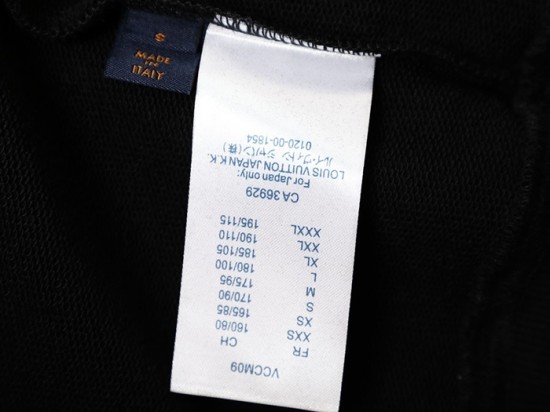 S
MADE
IN
ITALY
VCCM09
FR CH
XXS 160/80
XS 165/85
S 170/90
M 175/95
L 180/100
XL 185/105
XXL 190/110
XXXL 195/115
CA 36929
For Japan only:
LOUIS VUITTON JAPAN K.K.
ルイ・ヴィトン ジャパン(株)
0120-00-1854